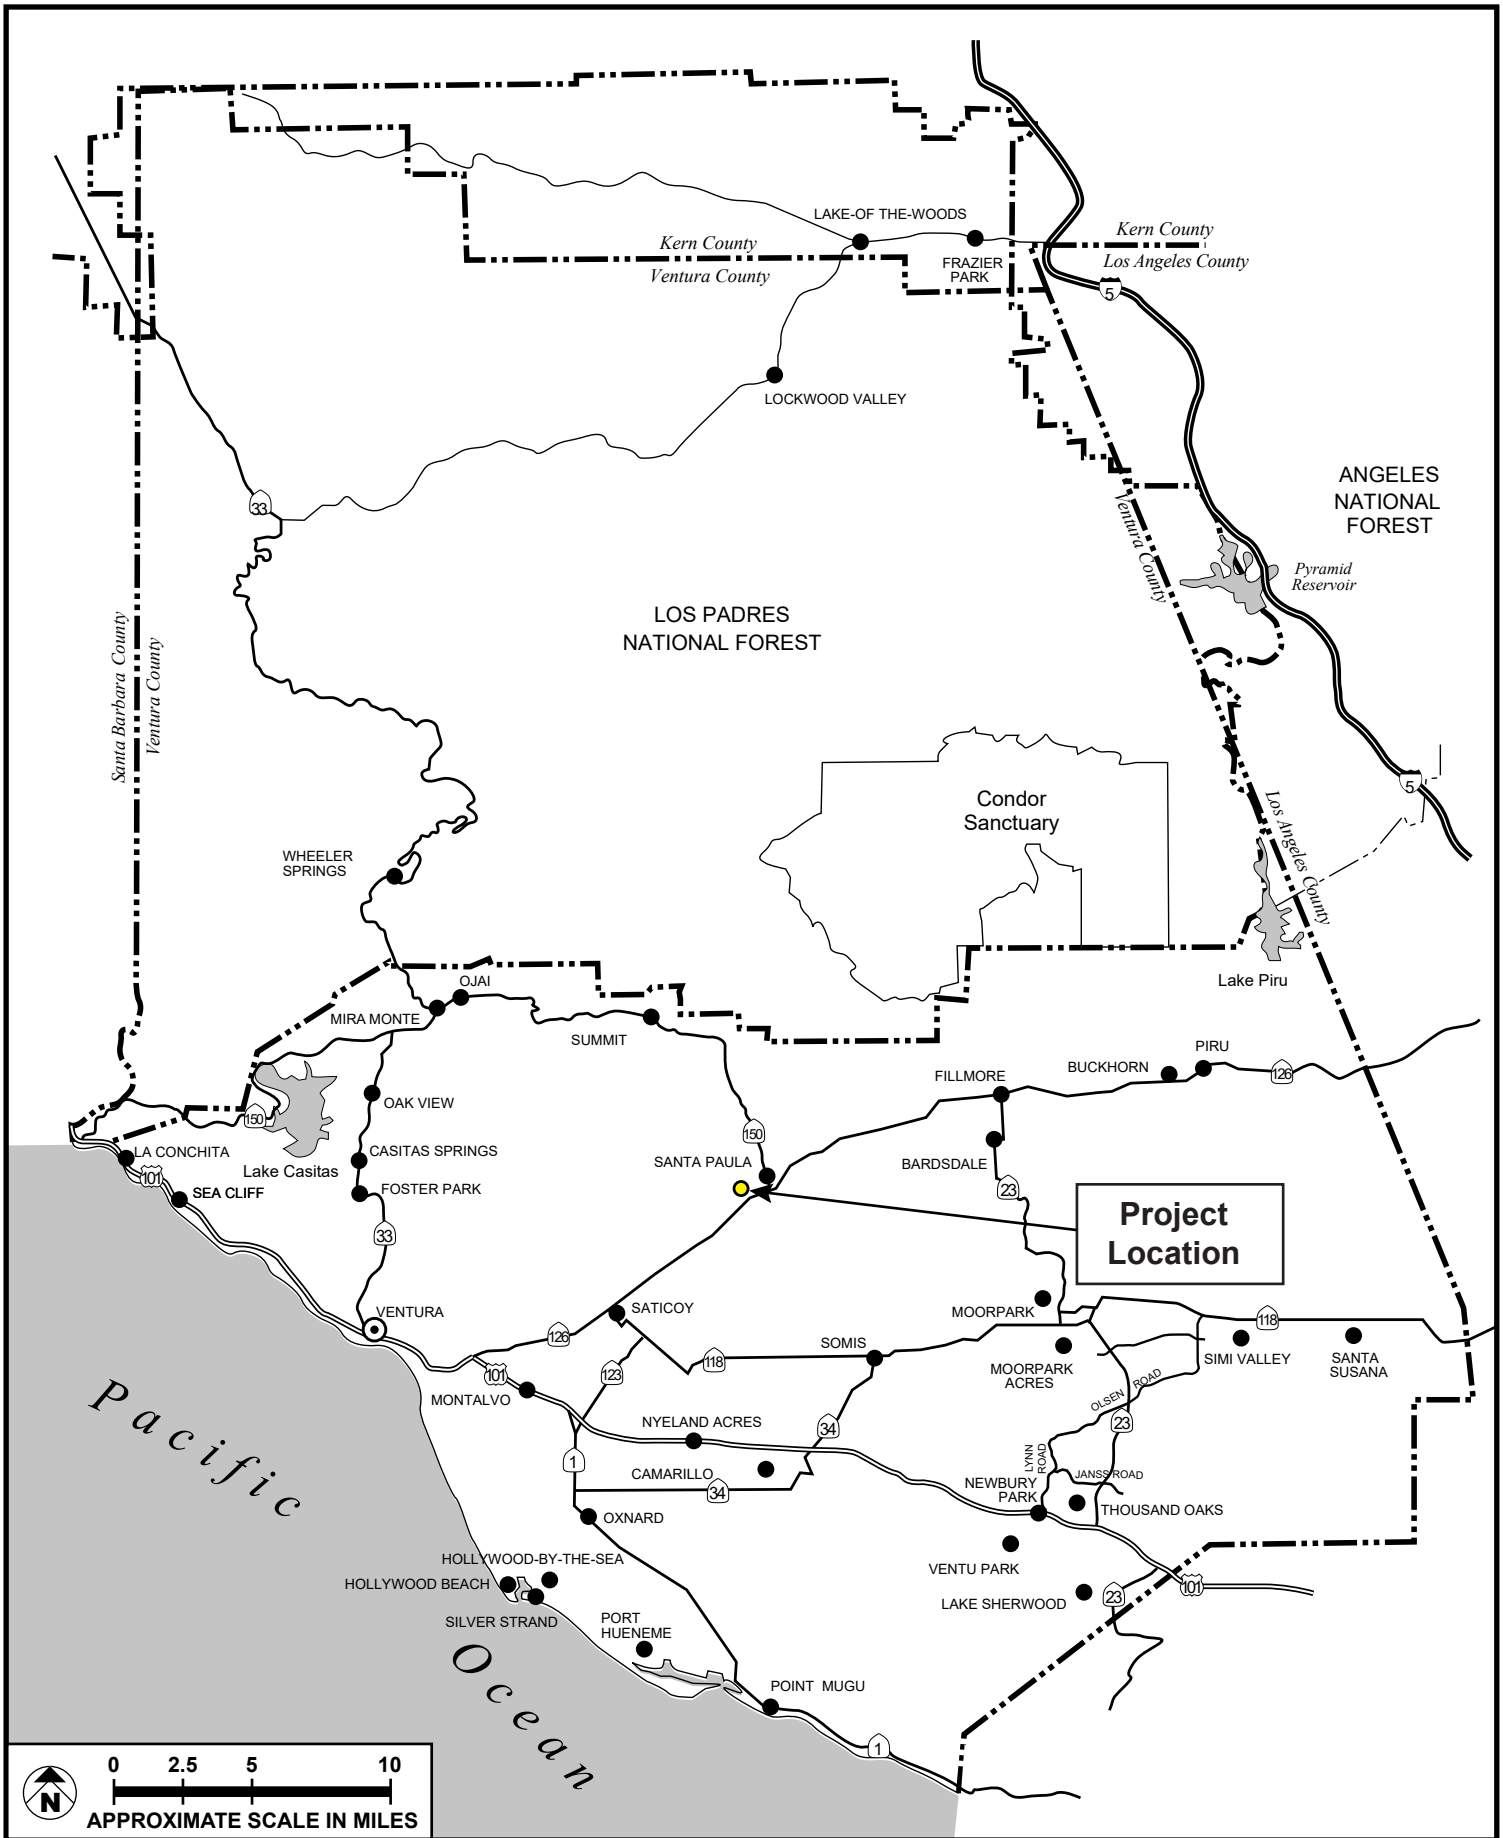 LAKE-OF THE-WOODS
Kern County
Kern County
Los Angeles County
Ventura County
FRAZIER
PARK
5
LOCKWOOD VALLEY
ANGELES
NATIONAL
FOREST
33
Ventura County
Pyramid
Reservoir
LOS PADRES
NATIONAL FOREST
Santa Barbara County
Ventura County
5
Condor
Sanctuary
Los Angeles County
WHEELER
SPRINGS
Lake Piru
OJAI
MIRA MONTE
SUMMIT
PIRU
BUCKHORN
126
FILLMORE
OAK VIEW
150
150
LA CONCHITA
CASITAS SPRINGS
SANTA PAULA
BARDSDALE
Lake Casitas
101
SEA CLIFF
FOSTER PARK
23
Project
Location
33
MOORPARK
VENTURA
SATICOY
118
126
SOMIS
118
SIMI VALLEY
SANTA
SUSANA
MOORPARK
ACRES
101
123
OLSEN ROAD
MONTALVO
NYELAND ACRES
34
23
Pacific
1
CAMARILLO
LYNN
ROAD
JANSS ROAD
34
NEWBURY
PARK
THOUSAND OAKS
OXNARD
HOLLYWOOD-BY-THE-SEA
VENTU PARK
HOLLYWOOD BEACH
101
LAKE SHERWOOD
23
SILVER STRAND
PORT
HUENEME
Ocean
POINT MUGU
1
0 2.5 5 10
N
APPROXIMATE SCALE IN MILES